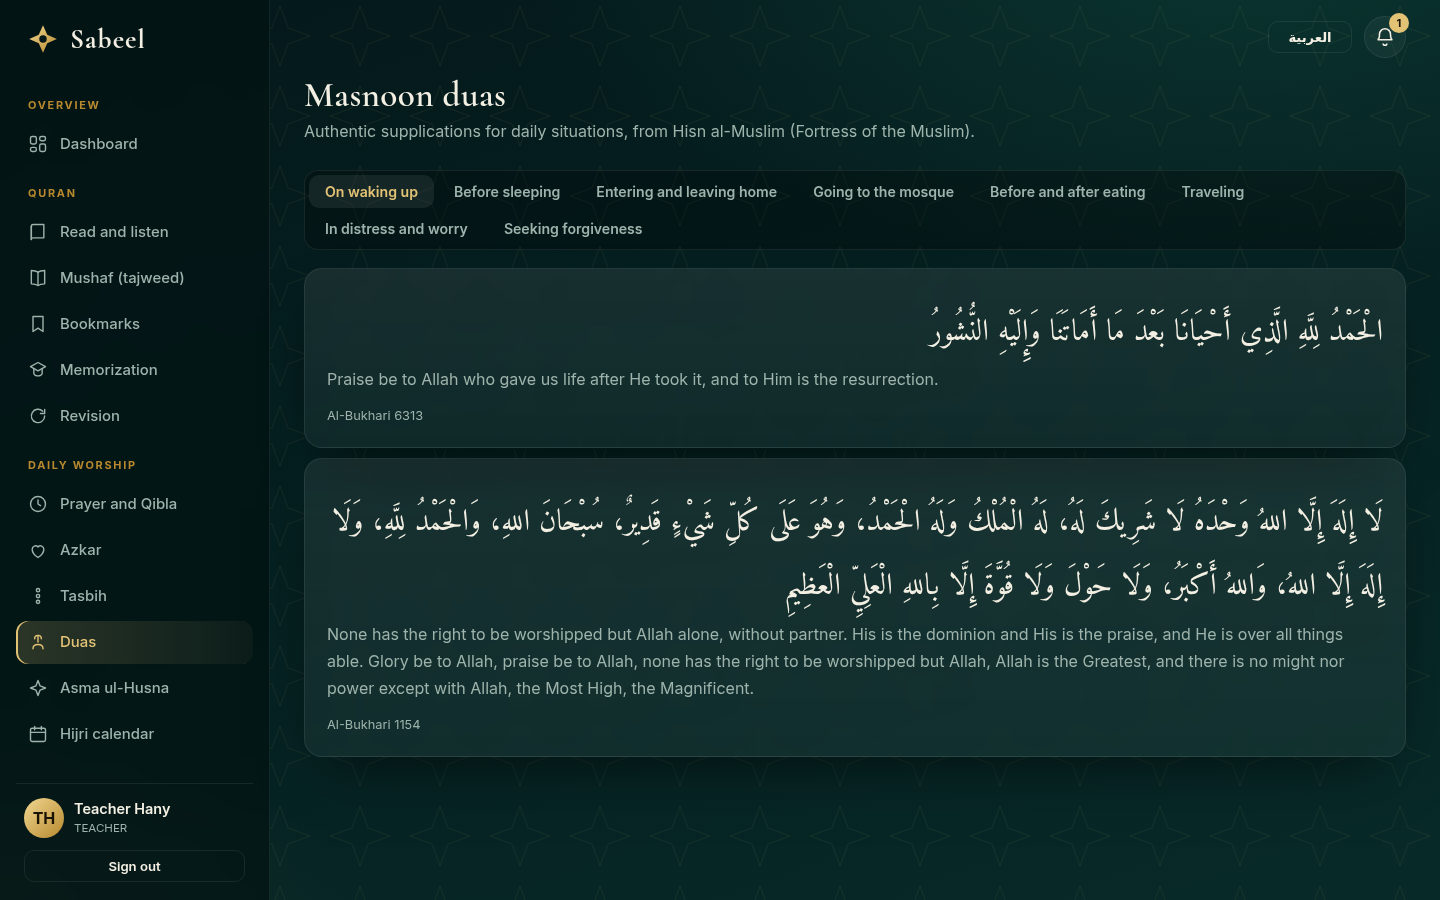 Sabeel
OVERVIEW
Dashboard
QURAN
Read and listen
Mushaf (tajweed)
Bookmarks
Memorization
Revision
DAILY WORSHIP
Prayer and Qibla
Azkar
Tasbih
Duas
Asma ul-Husna
Hijri calendar
TH
Teacher Hany
TEACHER
Sign out
العربية
1
Masnoon duas
Authentic supplications for daily situations, from Hisn al-Muslim (Fortress of the Muslim).
On waking up Before sleeping Entering and leaving home Going to the mosque Before and after eating Traveling
In distress and worry Seeking forgiveness
الْحَمْدُ لِلَّهِ الَّذِي أَحْيَانَا بَعْدَ مَا أَمَاتَنَا وَإِلَيْهِ النُّشُورُ
Praise be to Allah who gave us life after He took it, and to Him is the resurrection.
Al-Bukhari 6313
لَا إِلَهَ إِلَّا اللهُ وَحْدَهُ لَا شَرِيكَ لَهُ، لَهُ الْمُلْكُ وَلَهُ الْحَمْدُ، وَهُوَ عَلَى كُلِّ شَيْءٍ قَدِيرٌ، سُبْحَانَ اللهِ، وَالْحَمْدُ لِلَّهِ، وَلَا
إِلَهَ إِلَّا اللهُ، وَاللهُ أَكْبَرُ، وَلَا حَوْلَ وَلَا قُوَّةَ إِلَّا بِاللهِ الْعَلِيِّ الْعَظِيمِ
None has the right to be worshipped but Allah alone, without partner. His is the dominion and His is the praise, and He is over all things
able. Glory be to Allah, praise be to Allah, none has the right to be worshipped but Allah, Allah is the Greatest, and there is no might nor
power except with Allah, the Most High, the Magnificent.
Al-Bukhari 1154